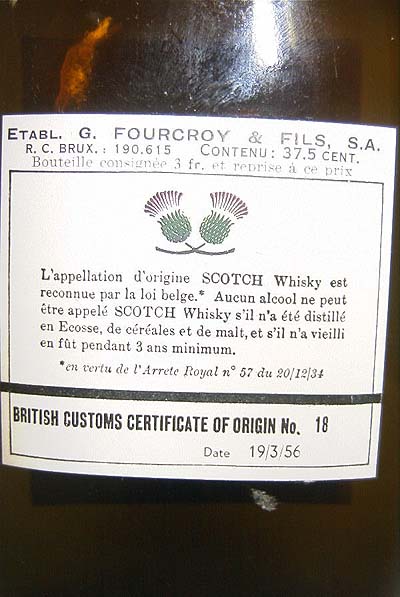 ETABL. G. FOURCROY & FILS, S.A.
R. C. BRUX. : 190.615 CONTENU : 37.5 CENT.
Bouteille consignée 3 fr. et reprise à ce prix
L'appellation d'origine SCOTCH Whisky est
reconnue par la loi belge.* Aucun alcool ne peut
être appelé SCOTCH Whisky s'il n'a été distillé
en Ecosse, de céréales et de malt, et s'il n'a vieilli
en fût pendant 3 ans minimum.
*en vertu de l'Arrete Royal n° 57 du 20/12/34
BRITISH CUSTOMS CERTIFICATE OF ORIGIN No. 18
Date 19/3/56